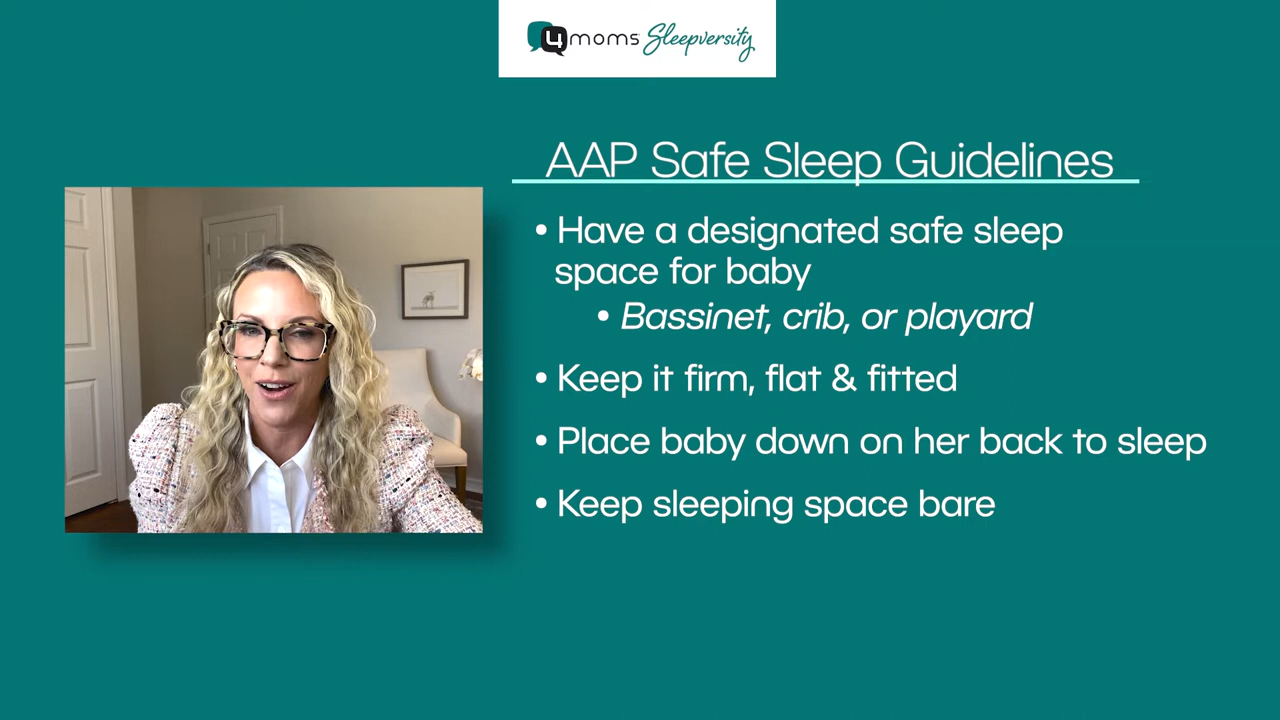 4moms Sleepversity
AAP Safe Sleep Guidelines
• Have a designated safe sleep
space for baby
• Bassinet, crib, or playard
• Keep it firm, flat & fitted
• Place baby down on her back to sleep
• Keep sleeping space bare